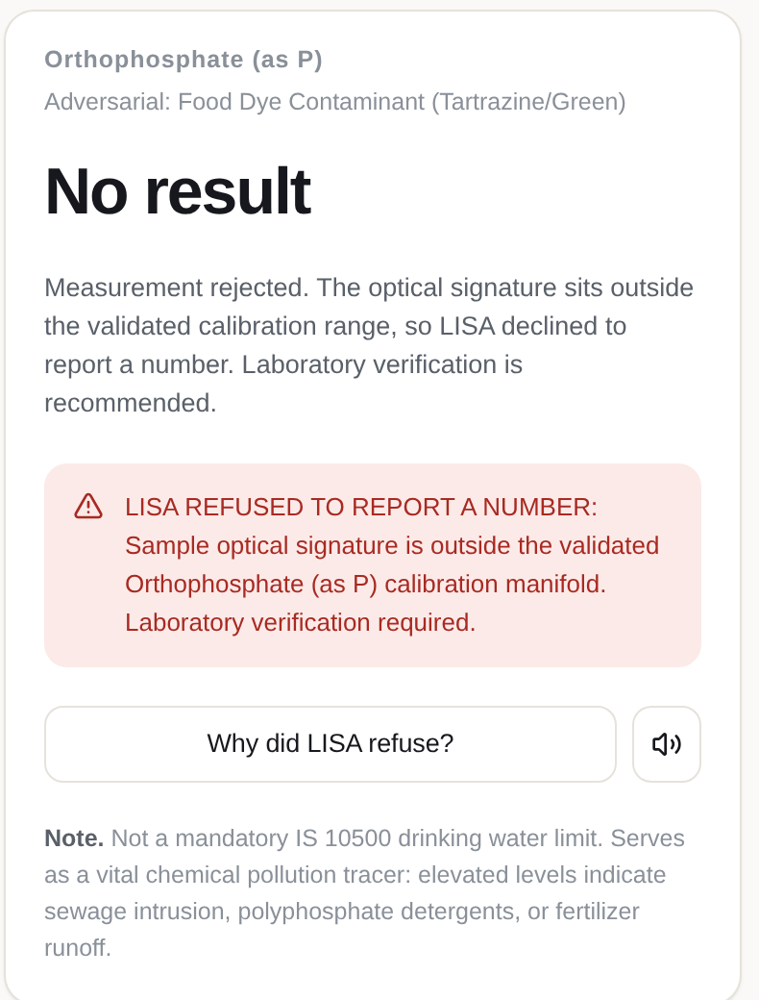 Orthophosphate (as P)
Adversarial: Food Dye Contaminant (Tartrazine/Green)
No result
Measurement rejected. The optical signature sits outside
the validated calibration range, so LISA declined to
report a number. Laboratory verification is
recommended.
LISA REFUSED TO REPORT A NUMBER:
Sample optical signature is outside the validated
Orthophosphate (as P) calibration manifold.
Laboratory verification required.
Why did LISA refuse?
Note. Not a mandatory IS 10500 drinking water limit. Serves
as a vital chemical pollution tracer: elevated levels indicate
sewage intrusion, polyphosphate detergents, or fertilizer
runoff.